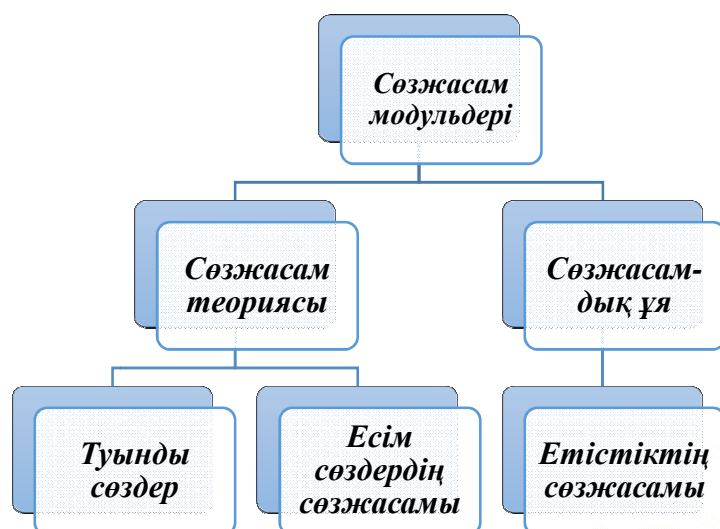 Сөзжасам
модульдері
Сөзжасам
теориясы
Сөзжасам-
дық ұя
Туынды
сөздер
Есім
сөздердің
сөзжасамы
Етістіктің
сөзжасамы